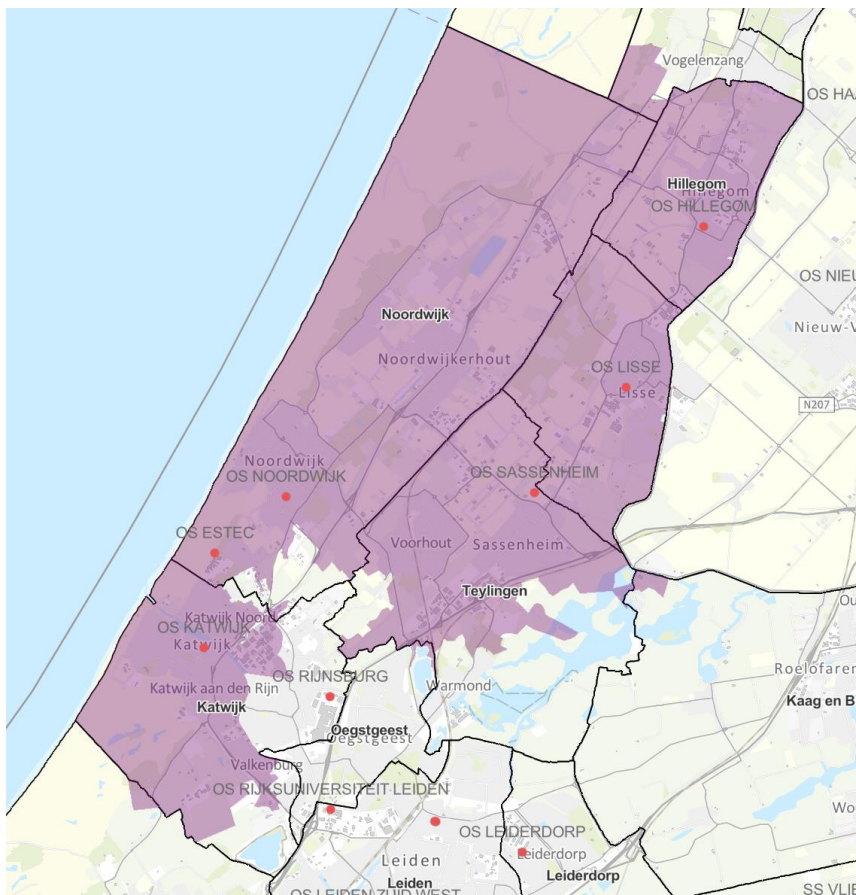 Vogelenzang
OS HAA
Hillegom
Hillegom
OS HILLEGOM
OS NIEU
Noordwijk
Nieuw-V
Noordwijkerhout
OS LISSE
Lisse
N207
Noordwijk
OS NOORDWIJK
OS SASSENHEIM
OS ESTEC
Voorhout
Sassenheim
Teylingen
Ou
Katwijk Noord
OS KATWIJK
Katwijk
Roelofaren
Katwijk aan den Rijn
OS RIJNSBURG
Warmond
Kaag en B
Katwijk
Oegstgeest
Oegstgeest
Valkenburg
OS RIJKSUNIVERSITEIT LEIDEN
Wo
OS LEIDERDORP
Leiden
Leiderdorp
Leiderdorp
Leiden
OS LEIDEN ZUID WEST
SS VLIE